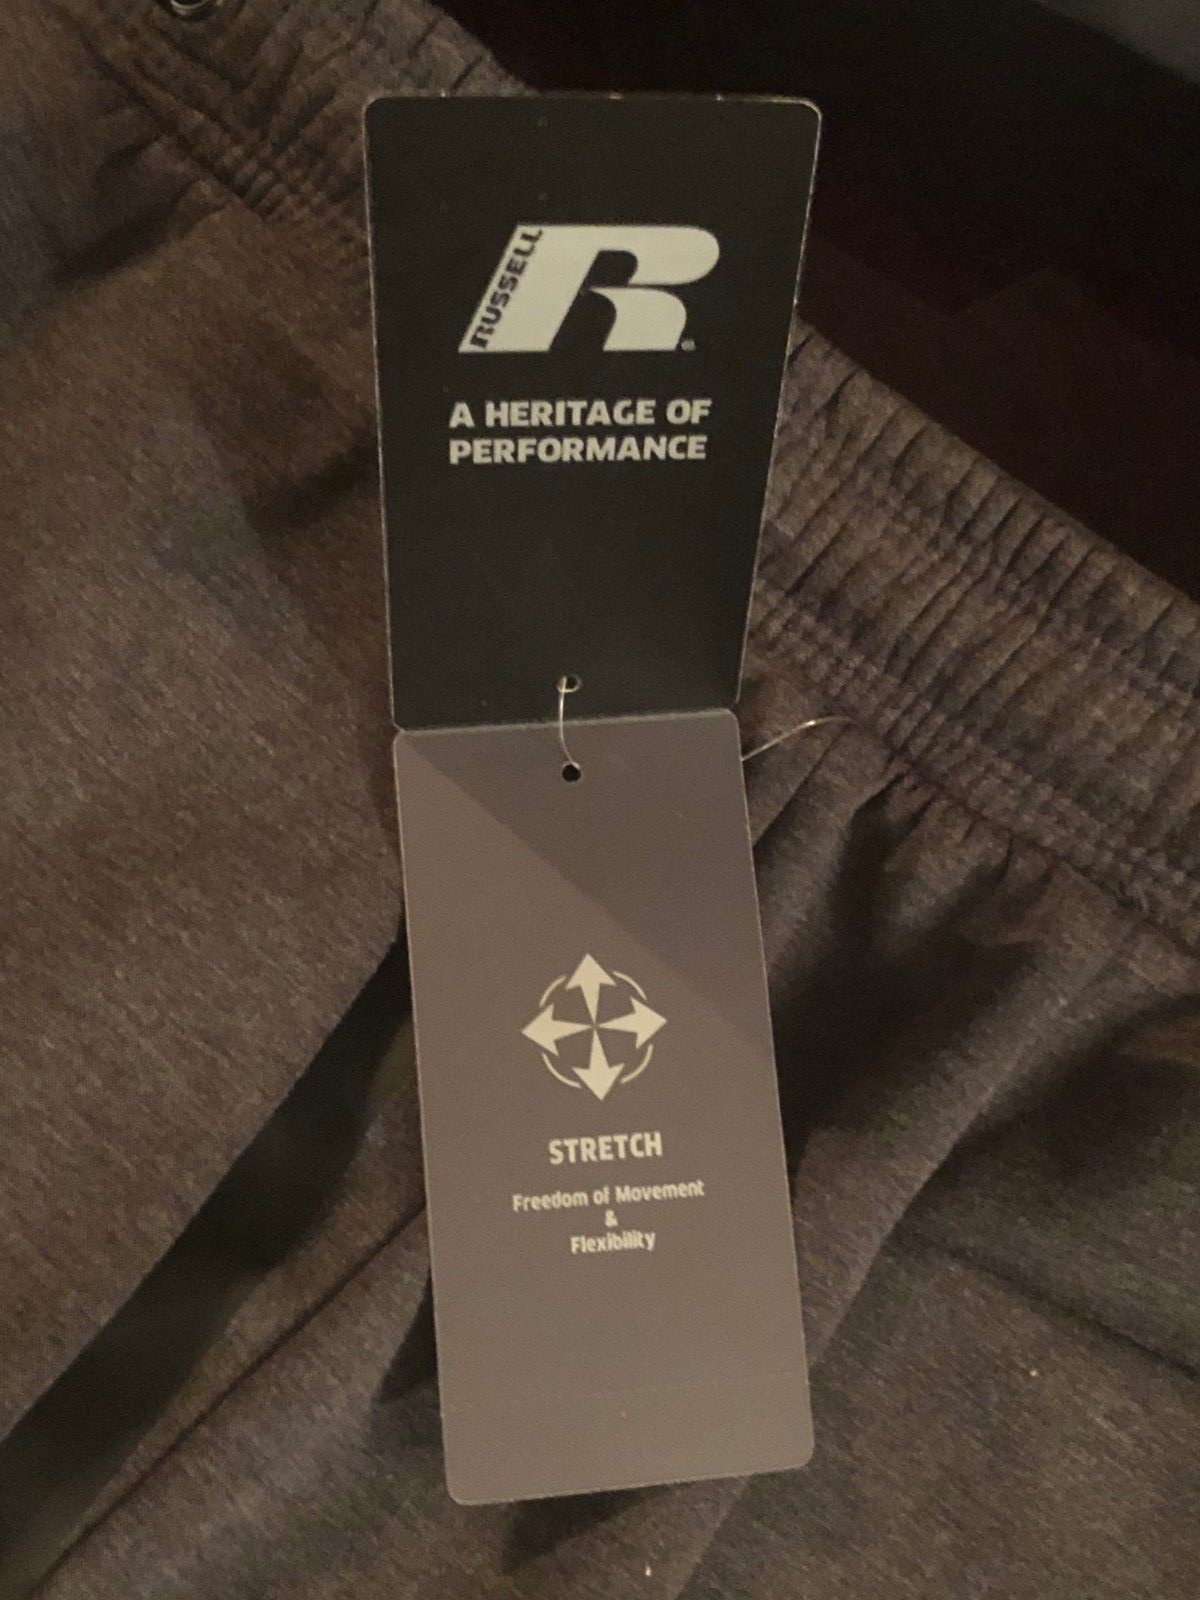 RUSSELL
R
®
A HERITAGE OF
PERFORMANCE
STRETCH
Freedom of Movement
&
Flexibility